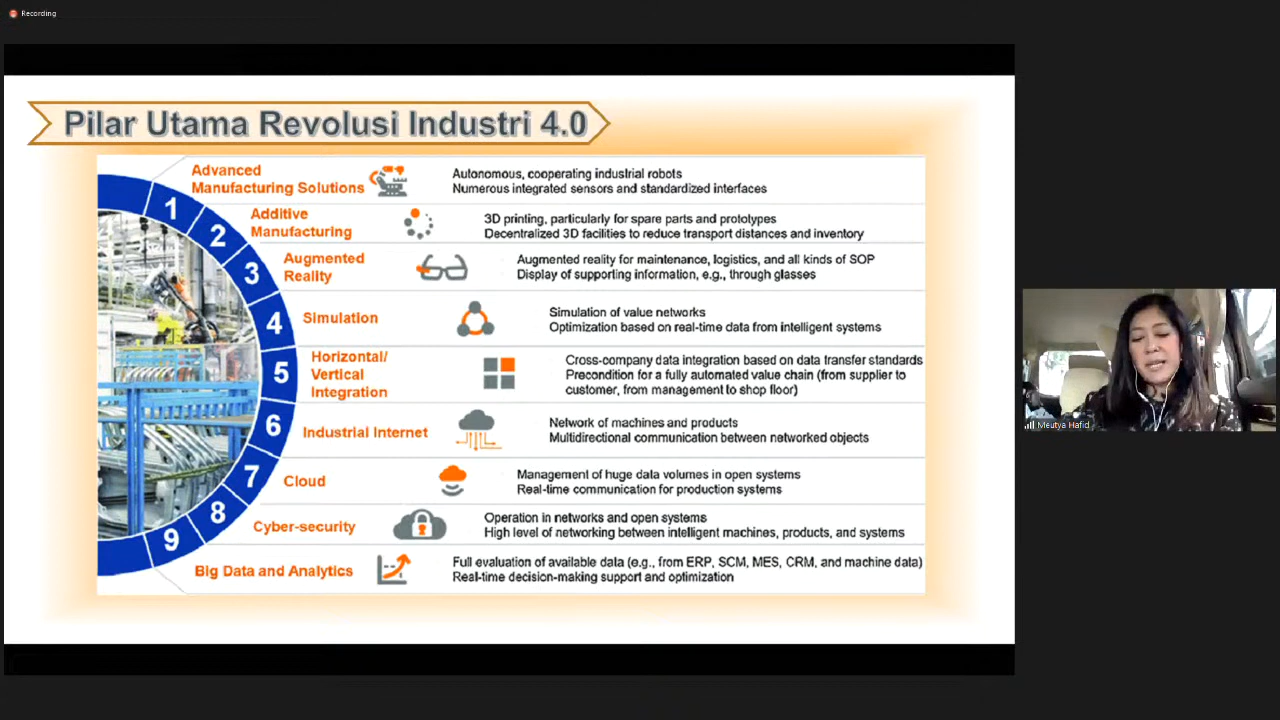 Recording
Pilar Utama Revolusi Industri 4.0
1
Advanced
Manufacturing Solutions
Autonomous, cooperating industrial robots
Numerous integrated sensors and standardized interfaces
2
Additive
Manufacturing
3D printing, particularly for spare parts and prototypes
Decentralized 3D facilities to reduce transport distances and inventory
3
Augmented
Reality
Augmented reality for maintenance, logistics, and all kinds of SOP
Display of supporting information, e.g., through glasses
4
Simulation
Simulation of value networks
Optimization based on real-time data from intelligent systems
5
Horizontal/
Vertical
Integration
Cross-company data integration based on data transfer standards
Precondition for a fully automated value chain (from supplier to
customer, from management to shop floor)
6
Industrial Internet
Network of machines and products
Multidirectional communication between networked objects
7
Cloud
Management of huge data volumes in open systems
Real-time communication for production systems
8
Cyber-security
Operation in networks and open systems
High level of networking between intelligent machines, products, and systems
9
Big Data and Analytics
Full evaluation of available data (e.g., from ERP, SCM, MES, CRM, and machine data)
Real-time decision-making support and optimization
Meutya Hafid